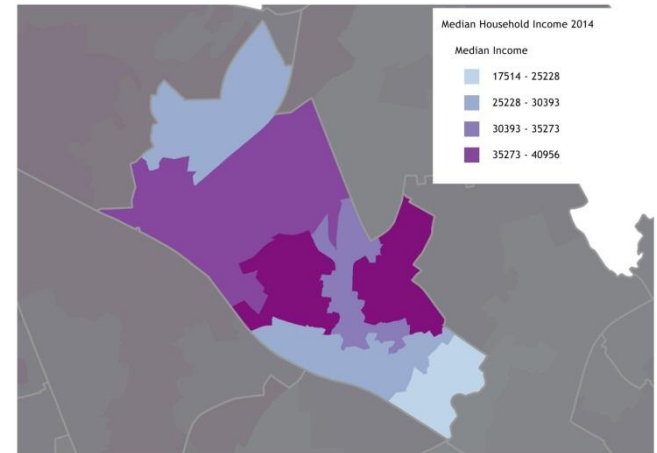 Median Household Income 2014
Median Income
17514 - 25228
25228 - 30393
30393 - 35273
35273 - 40956